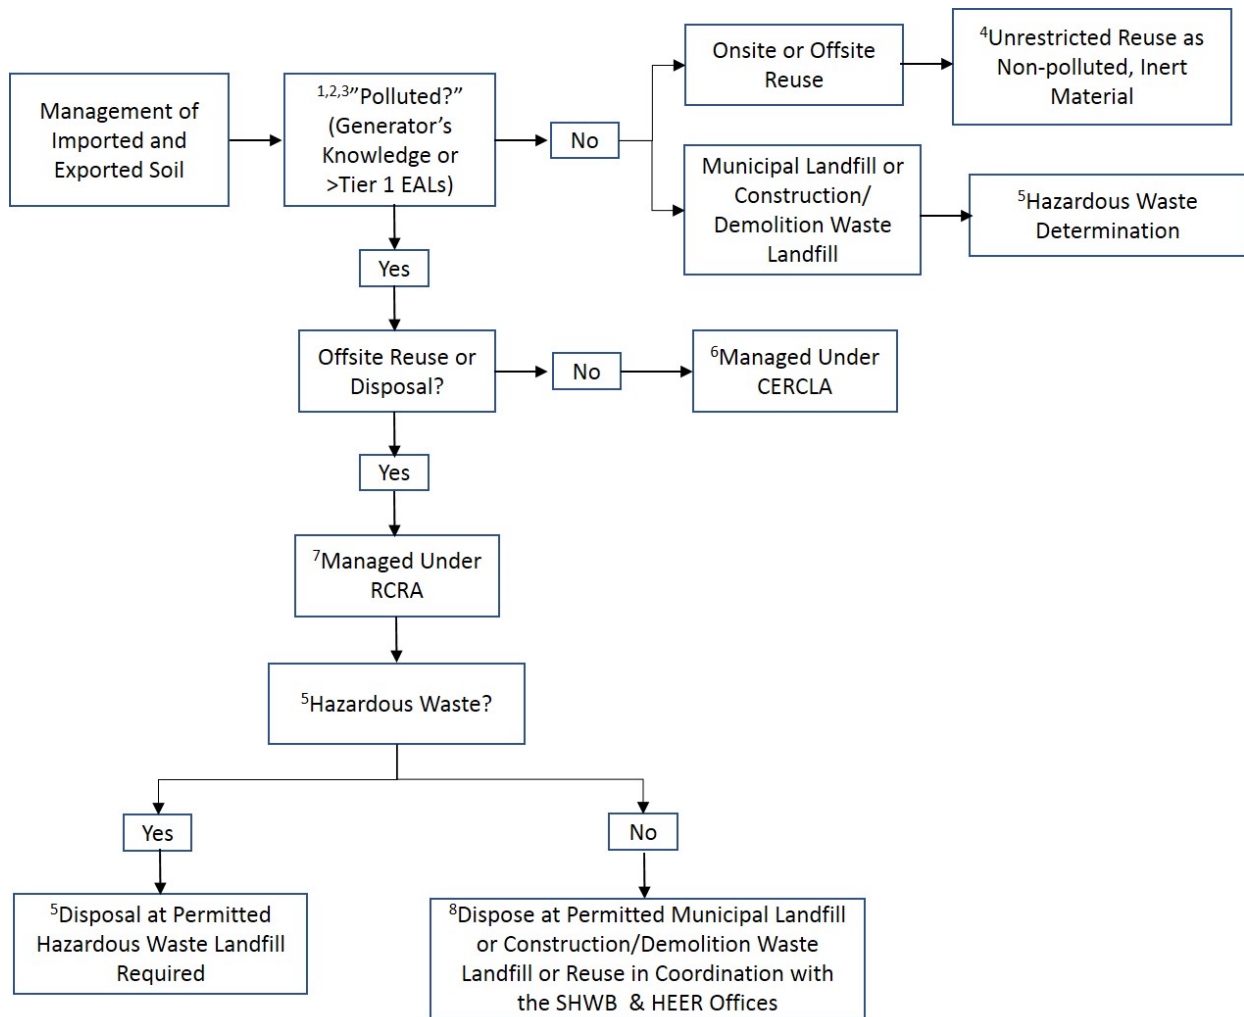 Management of
Imported and
Exported Soil
1,2,3"Polluted?"
(Generator's
Knowledge or
>Tier 1 EALs)
No
Onsite or Offsite
Reuse
4Unrestricted Reuse as
Non-polluted, Inert
Material
Municipal Landfill or
Construction/
Demolition Waste
Landfill
5Hazardous Waste
Determination
Yes
Offsite Reuse or
Disposal?
No
6Managed Under
CERCLA
Yes
7Managed Under
RCRA
5Hazardous Waste?
Yes
No
5Disposal at Permitted
Hazardous Waste Landfill
Required
8Dispose at Permitted Municipal Landfill
or Construction/Demolition Waste
Landfill or Reuse in Coordination with
the SHWB & HEER Offices